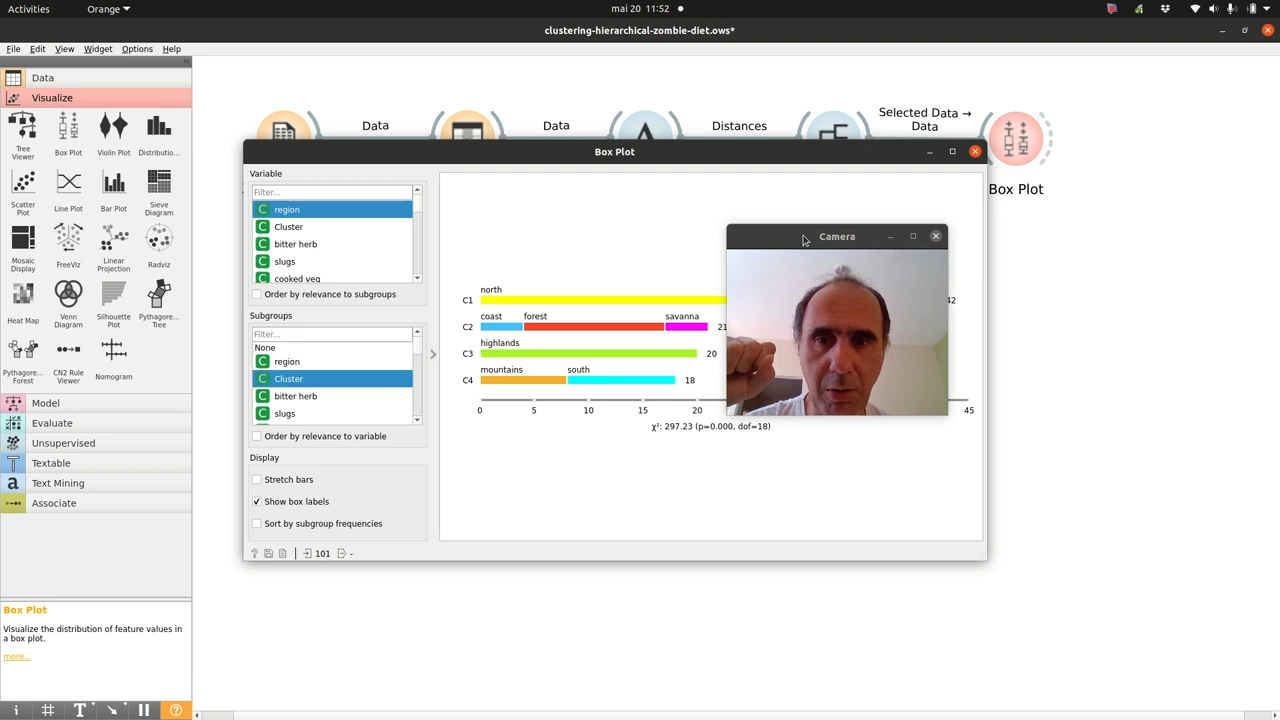 Activities
Orange
mai 20 11:52
clustering-hierarchical-zombie-diet.ows*
File Edit View Widget Options Help
Data
Visualize
Tree Viewer
Box Plot
Violin Plot
Distributio...
Scatter Plot
Line Plot
Bar Plot
Sieve Diagram
Mosaic Display
FreeViz
Linear Projection
Radviz
Heat Map
Venn Diagram
Silhouette Plot
Pythagore... Tree
Pythagore... Forest
CN2 Rule Viewer
Nomogram
Model
Evaluate
Unsupervised
Textable
Text Mining
Associate
Box Plot
Visualize the distribution of feature values in
a box plot.
more...
Data
Data
Distances
Selected Data →
Data
Box Plot
Box Plot
Variable
Filter...
region
Cluster
bitter herb
slugs
cooked veg
Order by relevance to subgroups
Subgroups
Filter...
None
region
Cluster
bitter herb
slugs
Order by relevance to variable
Display
Stretch bars
Show box labels
Sort by subgroup frequencies
101
-
Camera
north
C1 42
coast forest savanna
C2 21
highlands
C3 20
mountains south
C4 18
0 5 10 15 20 45
χ²: 297.23 (p=0.000, dof=18)